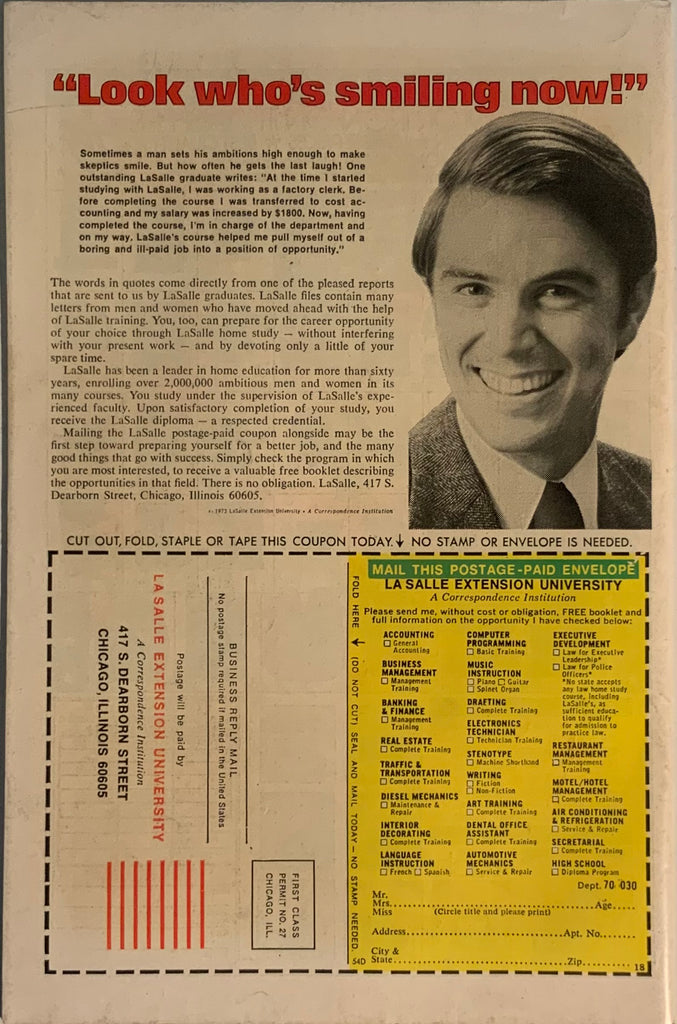 “Look who’s smiling now!”
Sometimes a man sets his ambitions high enough to make
skeptics smile. But how often he gets the last laugh! One
outstanding LaSalle graduate writes: “At the time I started
studying with LaSalle, I was working as a factory clerk. Be-
fore completing the course I was transferred to cost ac-
counting and my salary was increased by $1800. Now, having
completed the course, I’m in charge of the department and
on my way. LaSalle’s course helped me pull myself out of a
boring and ill-paid job into a position of opportunity.”
The words in quotes come directly from one of the pleased reports
that are sent to us by LaSalle graduates. LaSalle files contain many
letters from men and women who have moved ahead with the help
of LaSalle training. You, too, can prepare for the career opportunity
of your choice through LaSalle home study — without interfering
with your present work — and by devoting only a little of your
spare time.
LaSalle has been a leader in home education for more than sixty
years, enrolling over 2,000,000 ambitious men and women in its
many courses. You study under the supervision of LaSalle’s expe-
rienced faculty. Upon satisfactory completion of your study, you
receive the LaSalle diploma — a respected credential.
Mailing the LaSalle postage-paid coupon alongside may be the
first step toward preparing yourself for a better job, and the many
good things that go with success. Simply check the program in which
you are most interested, to receive a valuable free booklet describing
the opportunities in that field. There is no obligation. LaSalle, 417 S.
Dearborn Street, Chicago, Illinois 60605.
© 1973 LaSalle Extension University • A Correspondence Institution
CUT OUT, FOLD, STAPLE OR TAPE THIS COUPON TODAY. ↓ NO STAMP OR ENVELOPE IS NEEDED.
BUSINESS REPLY MAIL
No postage stamp required if mailed in the United States
Postage will be paid by
LA SALLE EXTENSION UNIVERSITY
A Correspondence Institution
417 S. DEARBORN STREET
CHICAGO, ILLINOIS 60605
FIRST CLASS
PERMIT NO. 27
CHICAGO, ILL.
FOLD HERE → (DO NOT CUT) SEAL AND MAIL TODAY — NO STAMP NEEDED
54D
MAIL THIS POSTAGE-PAID ENVELOPE
LA SALLE EXTENSION UNIVERSITY
A Correspondence Institution
Please send me, without cost or obligation, FREE booklet and
full information on the opportunity I have checked below:
ACCOUNTING
☐ General
Accounting
BUSINESS
MANAGEMENT
☐ Management
Training
BANKING
& FINANCE
☐ Management
Training
REAL ESTATE
☐ Complete Training
TRAFFIC &
TRANSPORTATION
☐ Complete Training
DIESEL MECHANICS
☐ Maintenance &
Repair
INTERIOR
DECORATING
☐ Complete Training
LANGUAGE
INSTRUCTION
☐ French ☐ Spanish
COMPUTER
PROGRAMMING
☐ Basic Training
MUSIC
INSTRUCTION
☐ Piano ☐ Guitar
☐ Spinet Organ
DRAFTING
☐ Complete Training
ELECTRONICS
TECHNICIAN
☐ Technician Training
STENOTYPE
☐ Machine Shorthand
WRITING
☐ Fiction
☐ Non-Fiction
ART TRAINING
☐ Complete Training
DENTAL OFFICE
ASSISTANT
☐ Complete Training
AUTOMOTIVE
MECHANICS
☐ Service & Repair
EXECUTIVE
DEVELOPMENT
☐ Law for Executive
Leadership*
☐ Law for Police
Officers*
*No state accepts
any law home study
course, including
LaSalle’s, as
sufficient educa-
tion to qualify
for admission to
practice law.
RESTAURANT
MANAGEMENT
☐ Management
Training
MOTEL/HOTEL
MANAGEMENT
☐ Complete Training
AIR CONDITIONING
& REFRIGERATION
☐ Service & Repair
SECRETARIAL
☐ Complete Training
HIGH SCHOOL
☐ Diploma Program
Dept. 70 030
Mr.
Mrs. Age
Miss (Circle title and please print)
Address Apt. No.
City &
State Zip
18